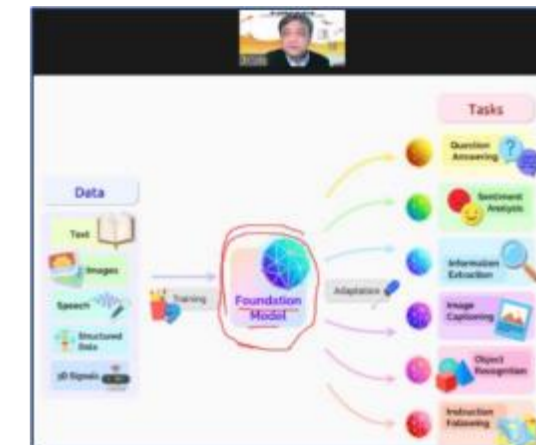 Data
Text
Images
Speech
Structured
Data
3D Signals
Training
Foundation
Model
Adaptation
Tasks
Question
Answering
Sentiment
Analysis
Information
Extraction
Image
Captioning
Object
Recognition
Instruction
Following